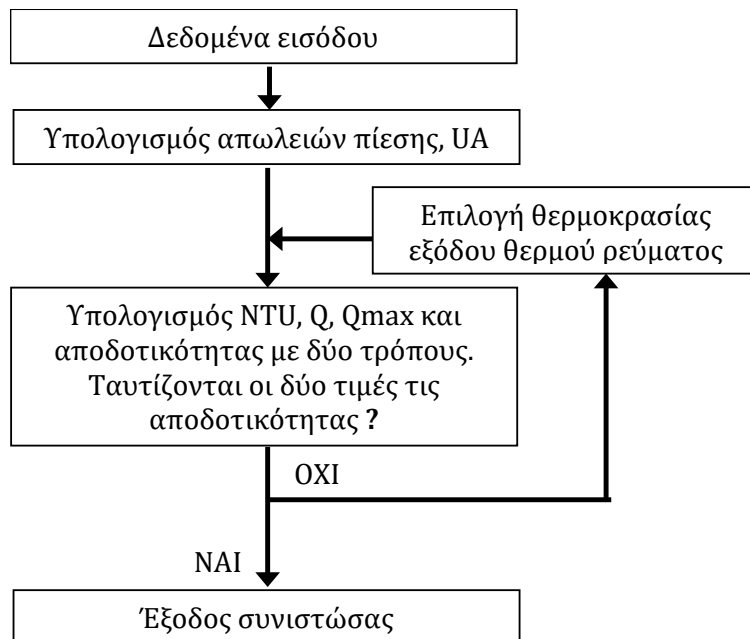 Δεδομένα εισόδου
Υπολογισμός απωλειών πίεσης, UA
Επιλογή θερμοκρασίας
εξόδου θερμού ρεύματος
Υπολογισμός NTU, Q, Qmax και
αποδοτικότητας με δύο τρόπους.
Ταυτίζονται οι δύο τιμές τις
αποδοτικότητας ?
ΟΧΙ
ΝΑΙ
Έξοδος συνιστώσας